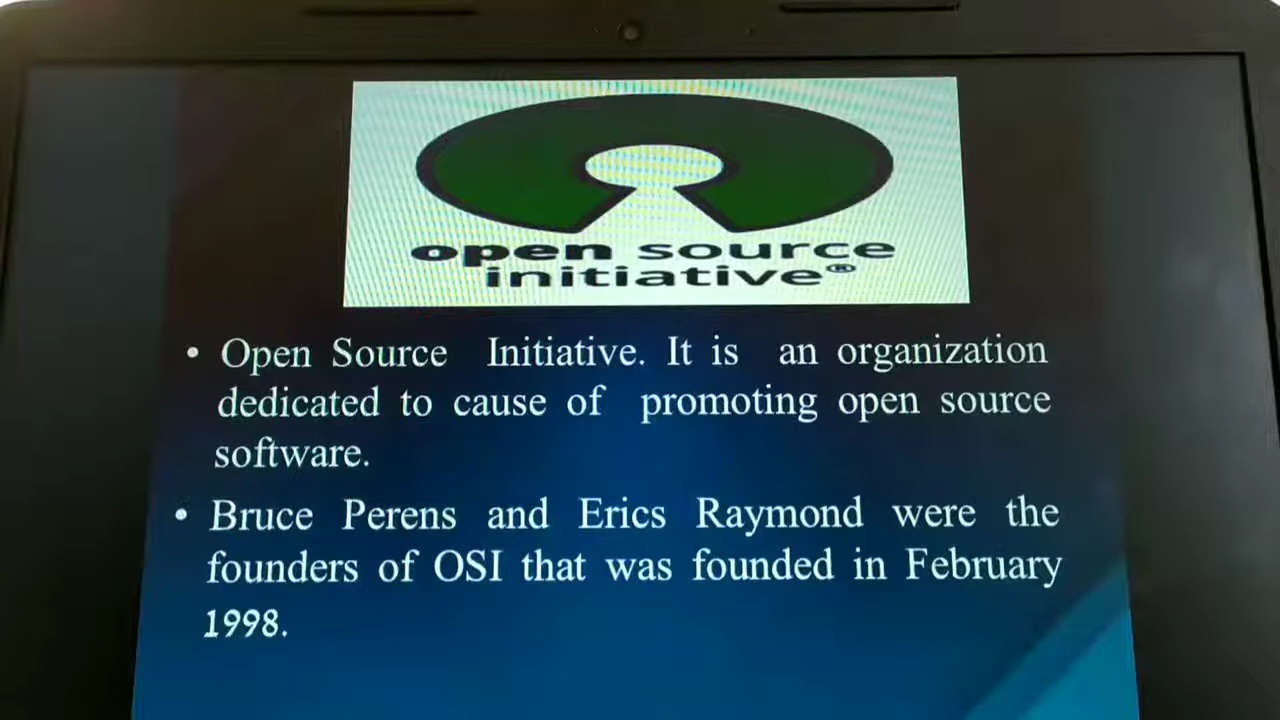 open source
initiative®
• Open Source Initiative. It is an organization
dedicated to cause of promoting open source
software.
• Bruce Perens and Erics Raymond were the
founders of OSI that was founded in February
1998.